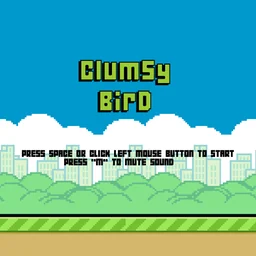 Clumsy
Bird
PRESS SPACE OR CLICK LEFT MOUSE BUTTON TO START
PRESS "M" TO MUTE SOUND